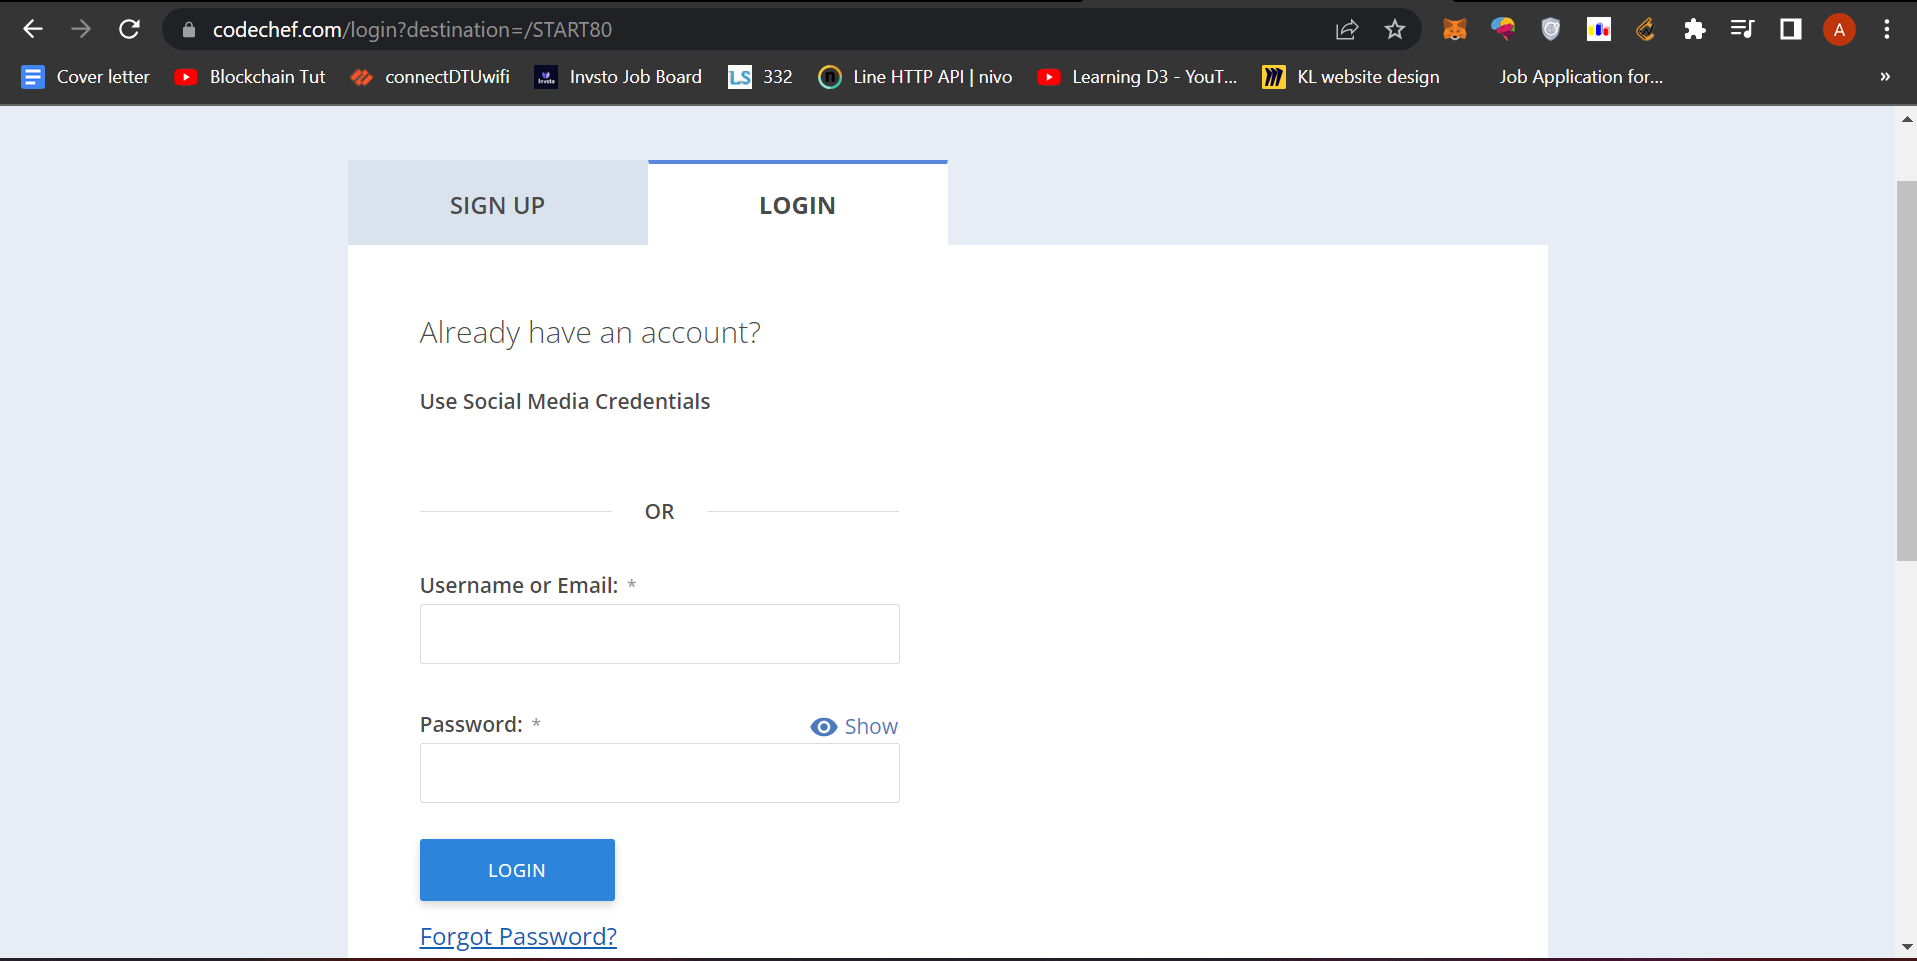 codechef.com/login?destination=/START80
A
Cover letter Blockchain Tut connectDTUwifi Invsto Invsto Job Board LS 332 n Line HTTP API | nivo Learning D3 - YouT... KL website design Job Application for... »
SIGN UP LOGIN
Already have an account?
Use Social Media Credentials
OR
Username or Email: *
Password: * Show
LOGIN
Forgot Password?